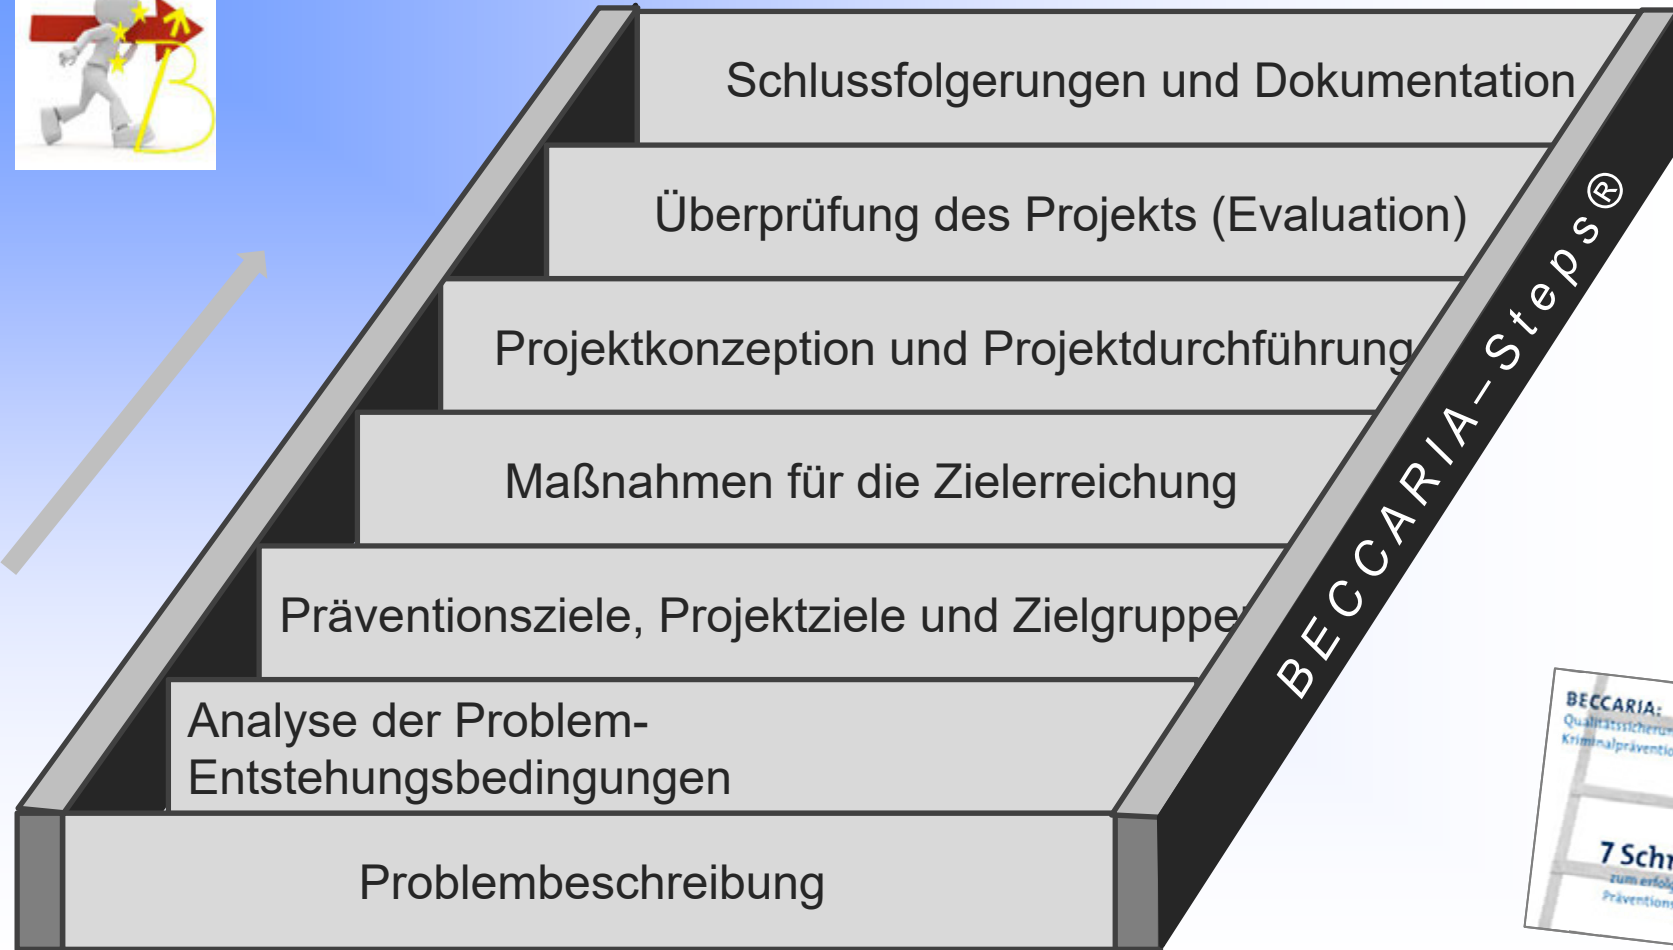 Schlussfolgerungen und Dokumentation
Überprüfung des Projekts (Evaluation)
Projektkonzeption und Projektdurchführung
Maßnahmen für die Zielerreichung
Präventionsziele, Projektziele und Zielgruppe
Analyse der Problem-
Entstehungsbedingungen
Problembeschreibung
BECCARIA–Steps®
B
BECCARIA:
7
zum